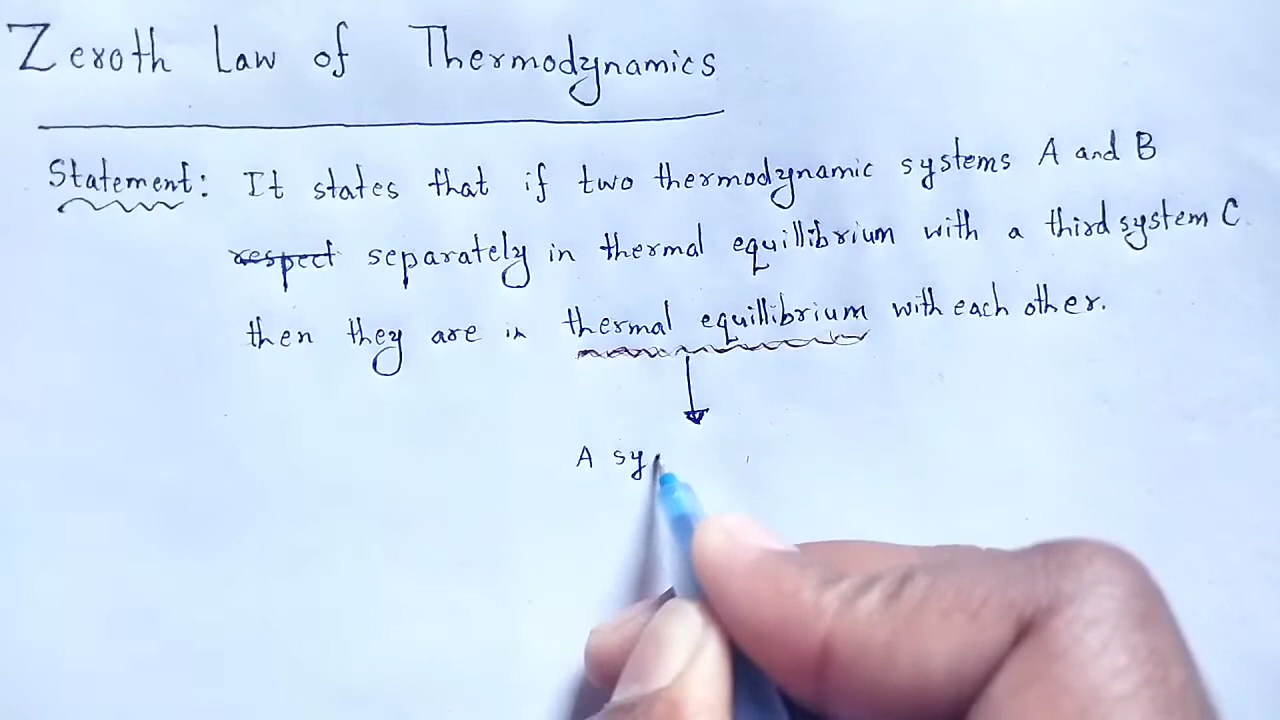 Zeroth Law of Thermodynamics
Statement: It states that if two thermodynamic systems A and B
respect separately in thermal equillibrium with a third system C
then they are in thermal equillibrium with each other.
A sy